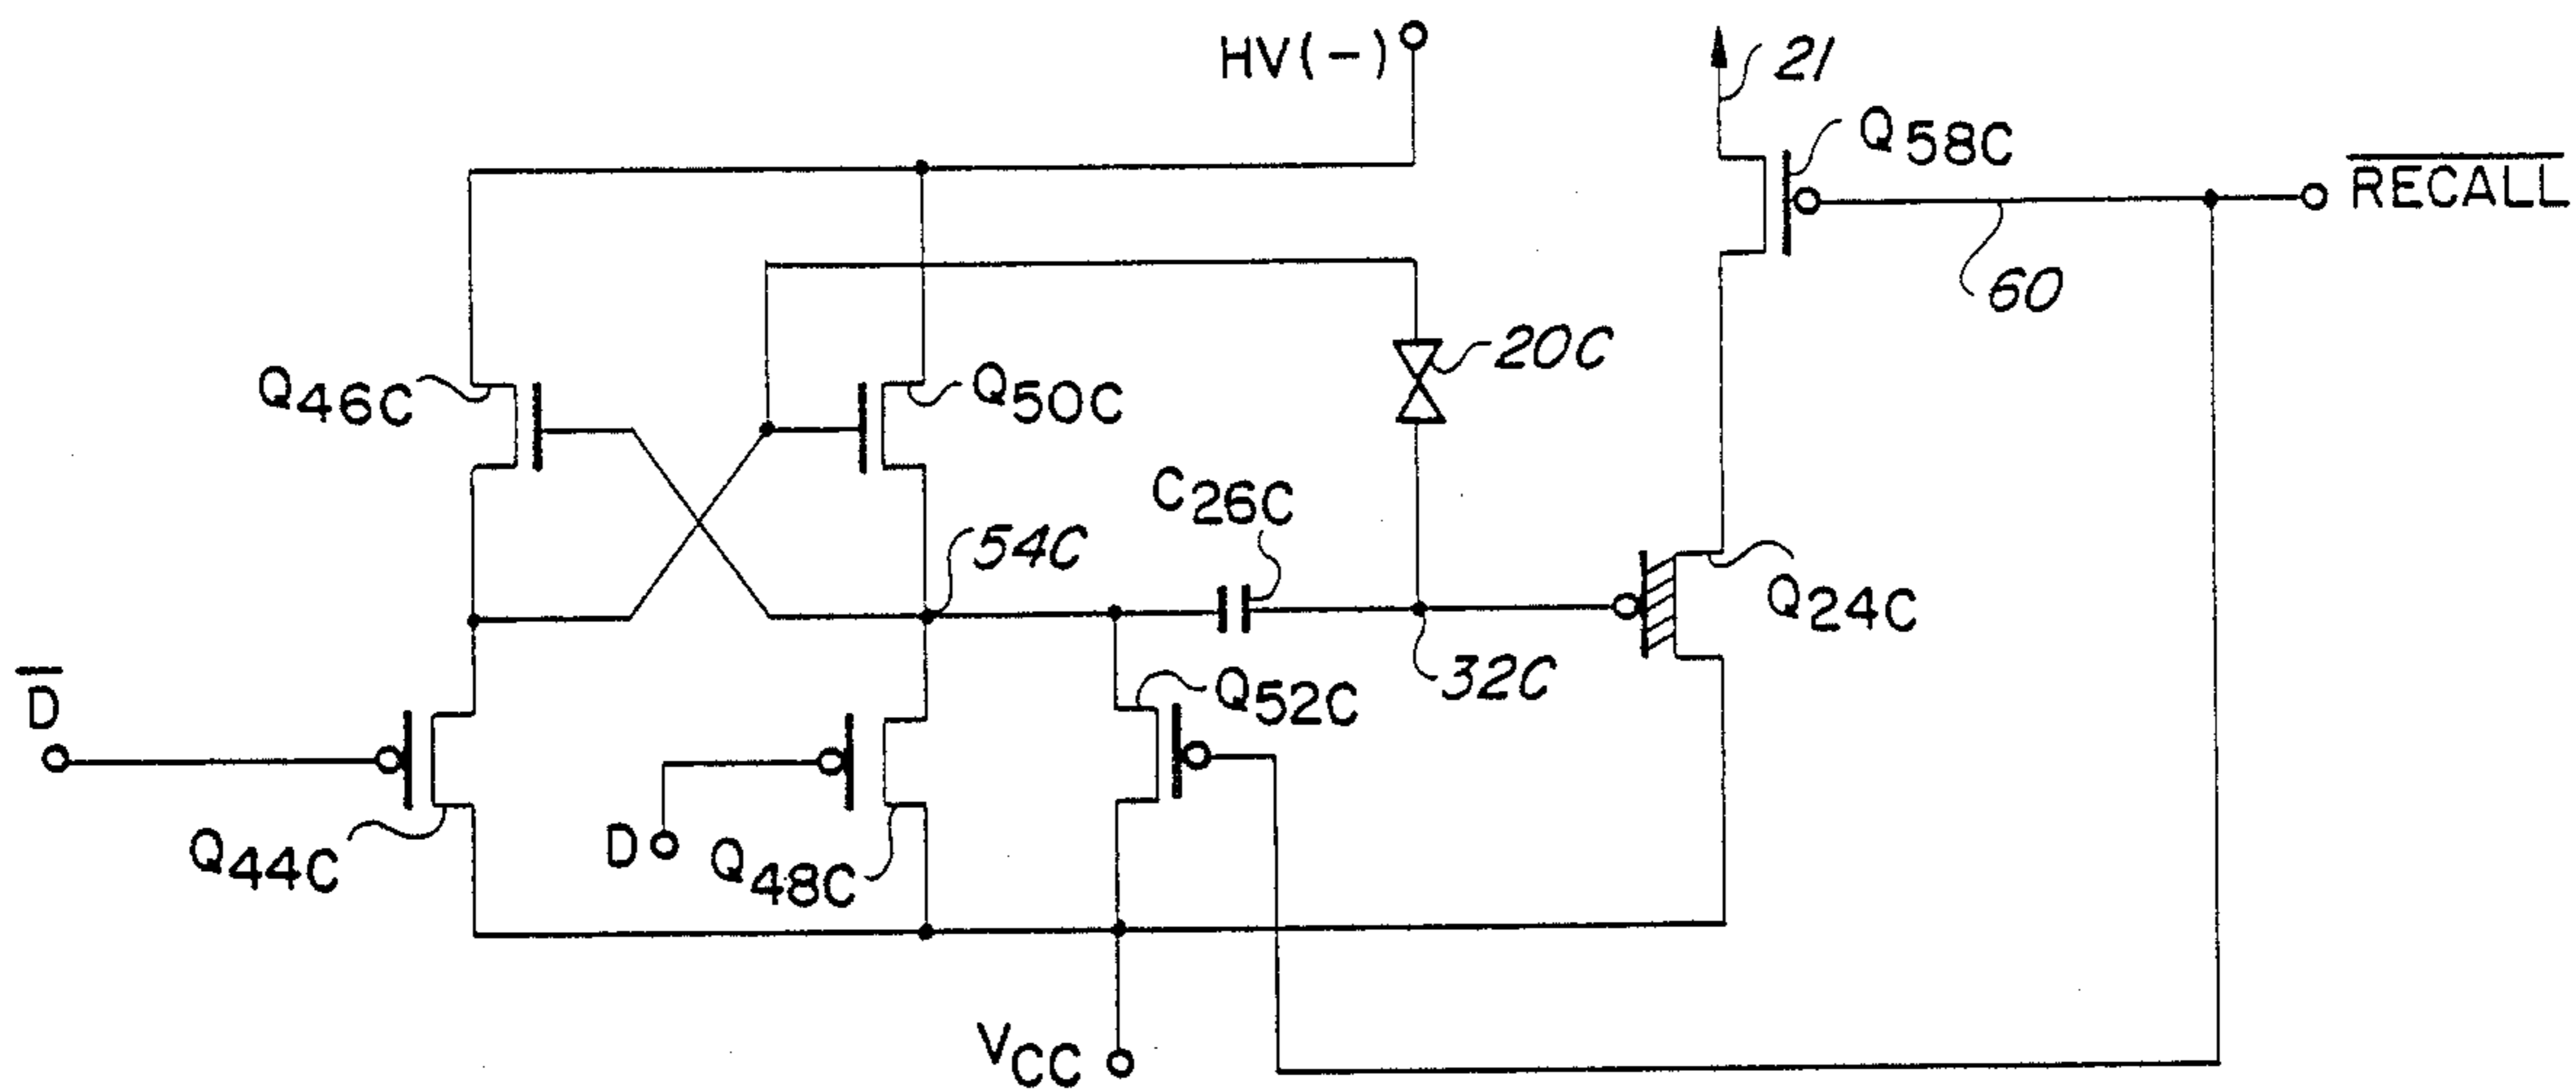 HV(-)
21
Q58C
RECALL
60
20C
Q46C
Q50C
C26C
54C
Q24C
32C
D
Q52C
Q44C
D
Q48C
VCC